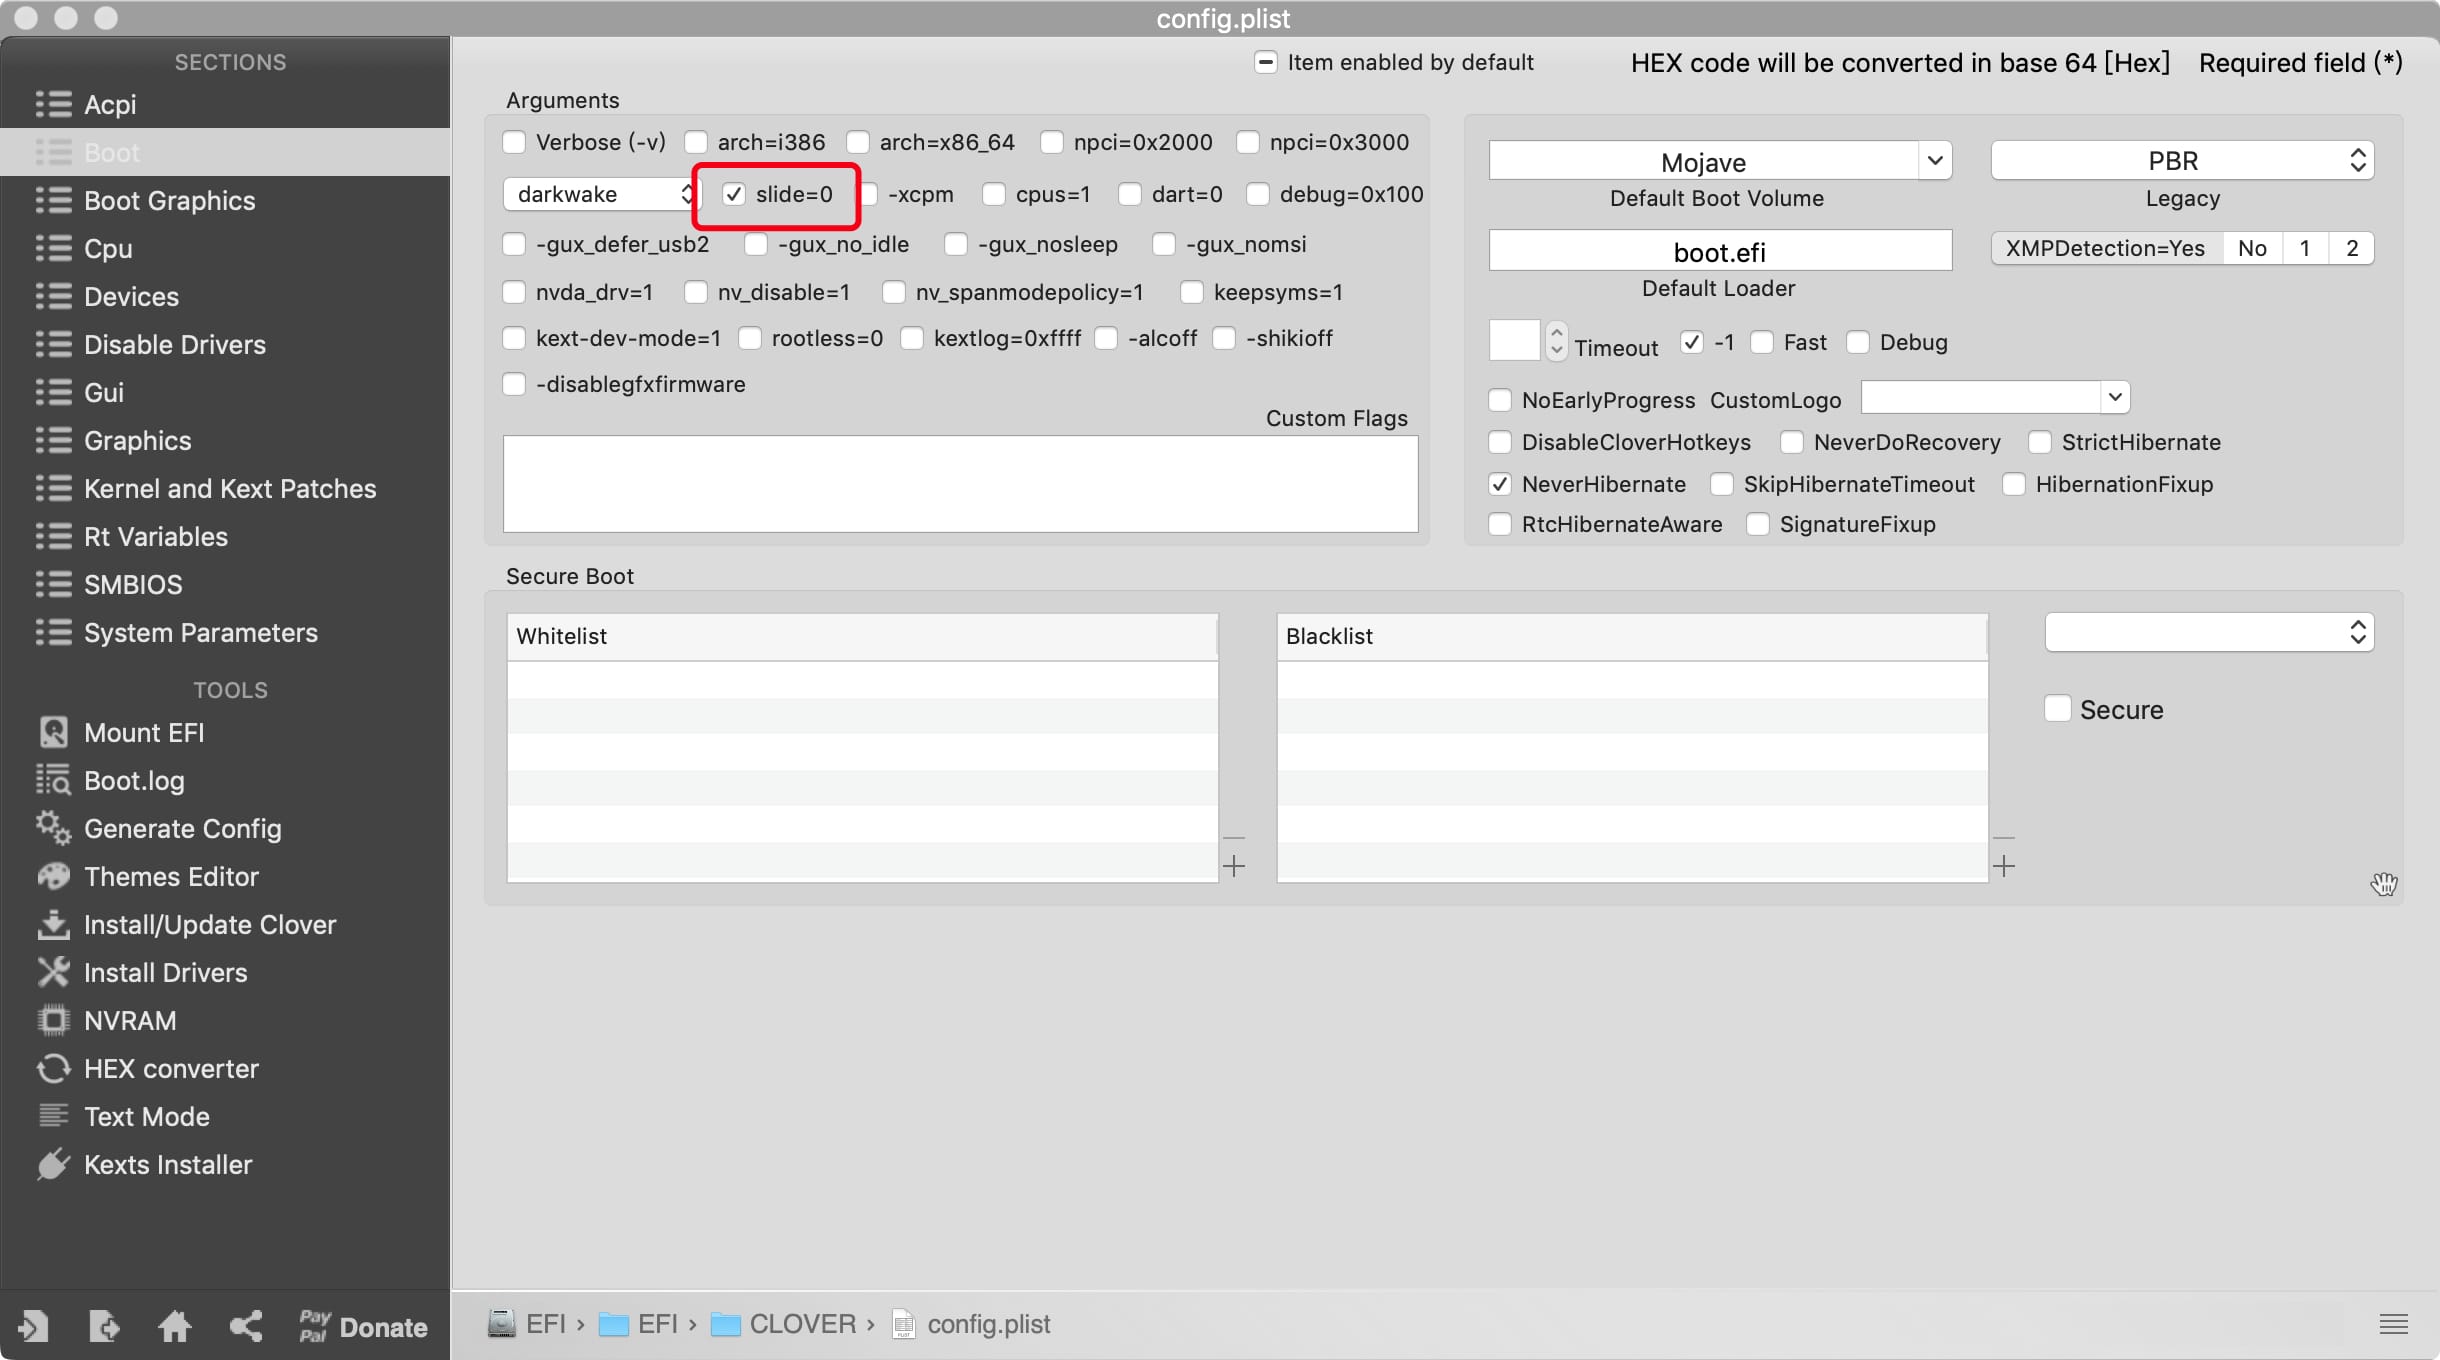 config.plist
SECTIONS
Acpi
Boot
Boot Graphics
Cpu
Devices
Disable Drivers
Gui
Graphics
Kernel and Kext Patches
Rt Variables
SMBIOS
System Parameters
TOOLS
Mount EFI
Boot.log
Generate Config
Themes Editor
Install/Update Clover
Install Drivers
NVRAM
HEX converter
Text Mode
Kexts Installer
Pay
Pal
Donate
Item enabled by default HEX code will be converted in base 64 [Hex] Required field (*)
Arguments
Verbose (-v) arch=i386 arch=x86_64 npci=0x2000 npci=0x3000
darkwake slide=0 -xcpm cpus=1 dart=0 debug=0x100
-gux_defer_usb2 -gux_no_idle -gux_nosleep -gux_nomsi
nvda_drv=1 nv_disable=1 nv_spanmodepolicy=1 keepsyms=1
kext-dev-mode=1 rootless=0 kextlog=0xffff -alcoff -shikioff
-disablegfxfirmware
Custom Flags
Mojave
Default Boot Volume
PBR
Legacy
boot.efi
Default Loader
XMPDetection=Yes No 1 2
Timeout -1 Fast Debug
NoEarlyProgress CustomLogo
DisableCloverHotkeys NeverDoRecovery StrictHibernate
NeverHibernate SkipHibernateTimeout HibernationFixup
RtcHibernateAware SignatureFixup
Secure Boot
Whitelist
Blacklist
Secure
EFI › EFI › CLOVER › config.plist